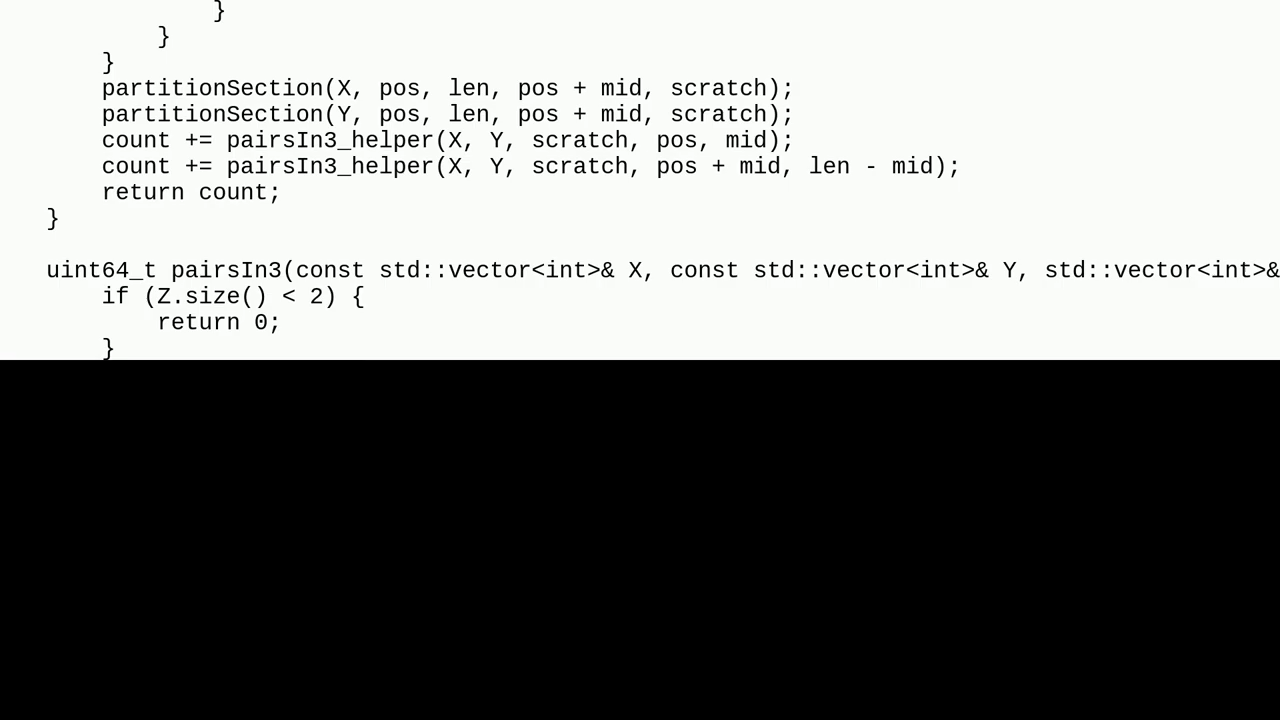 }
        }
    }
    partitionSection(X, pos, len, pos + mid, scratch);
    partitionSection(Y, pos, len, pos + mid, scratch);
    count += pairsIn3_helper(X, Y, scratch, pos, mid);
    count += pairsIn3_helper(X, Y, scratch, pos + mid, len - mid);
    return count;
}

uint64_t pairsIn3(const std::vector<int>& X, const std::vector<int>& Y, std::vector<int>&
    if (Z.size() < 2) {
        return 0;
    }